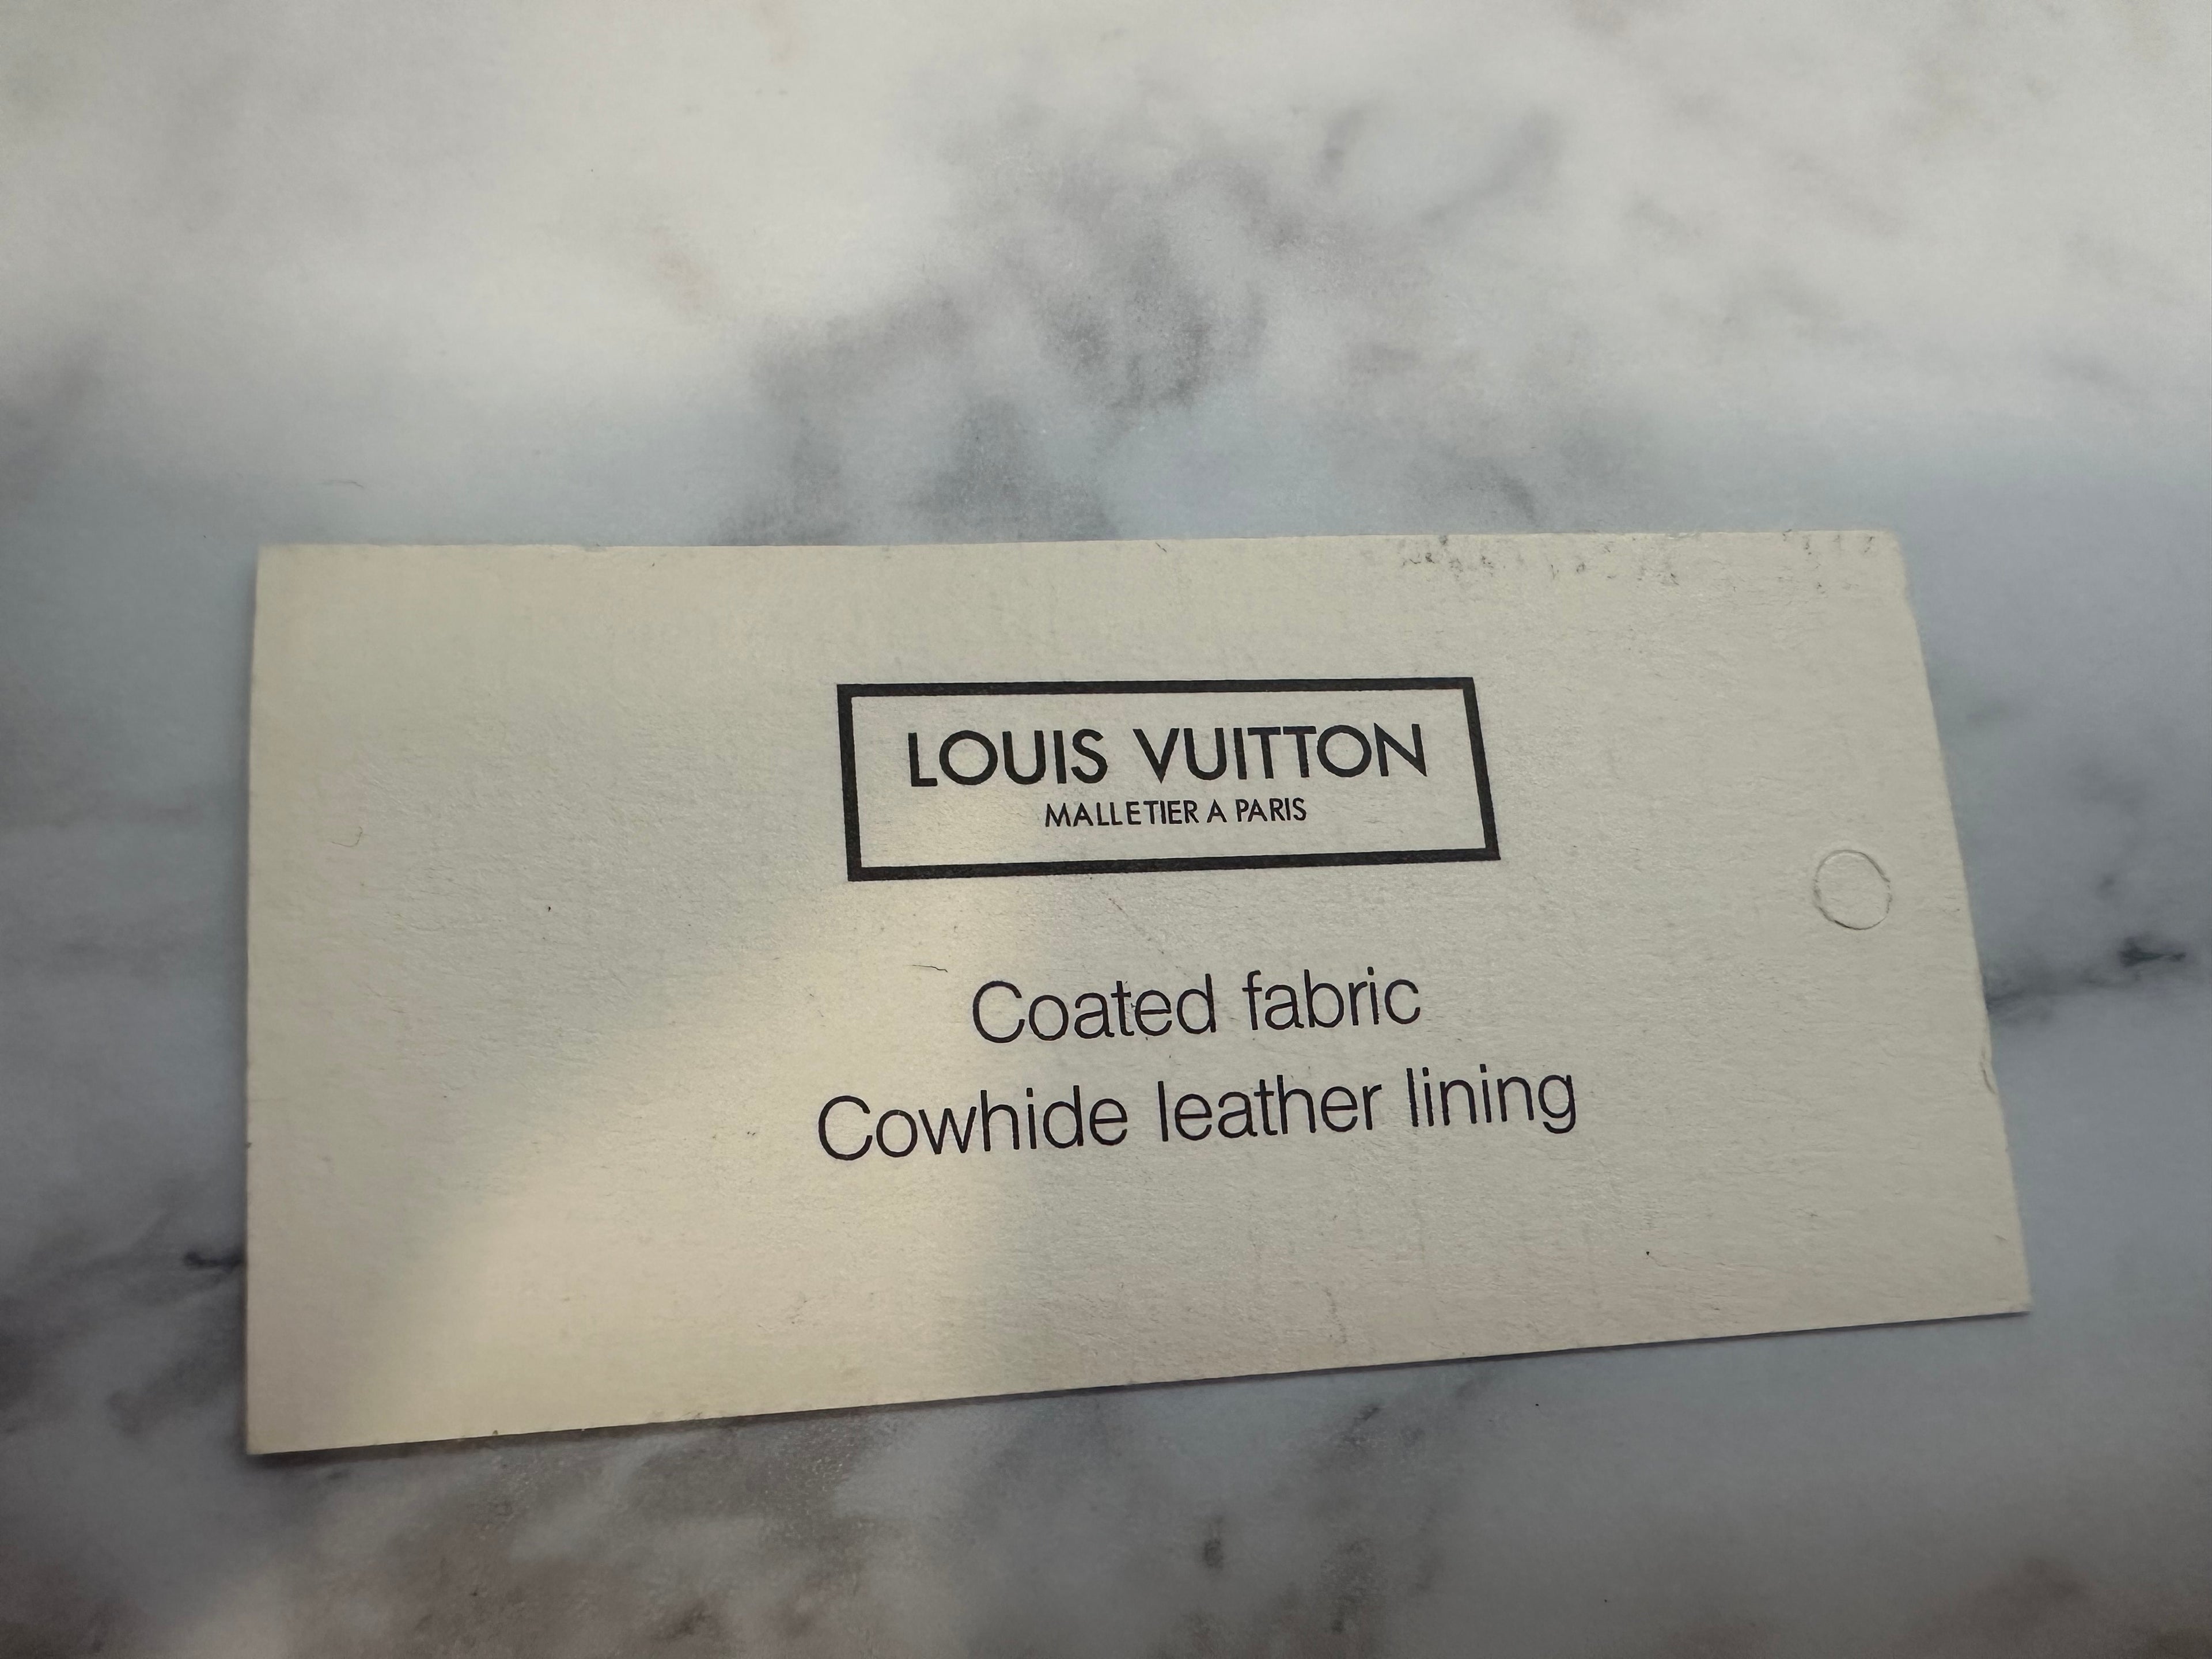 LOUIS VUITTON
MALLETIER A PARIS
Coated fabric
Cowhide leather lining